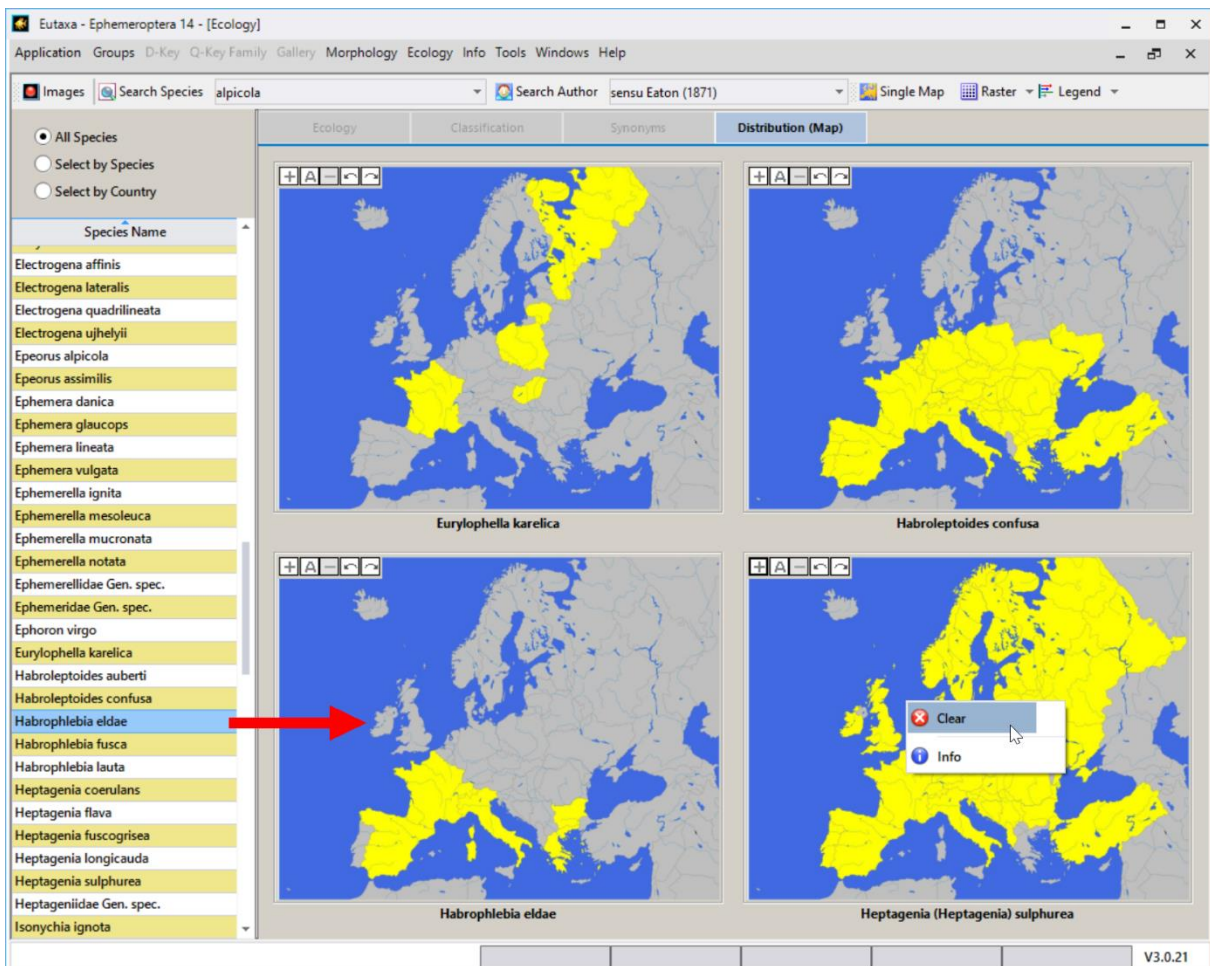 Eutaxa - Ephemeroptera 14 - [Ecology]
Application Groups D-Key Q-Key Family Gallery Morphology Ecology Info Tools Windows Help
Images Search Species alpicola Search Author sensu Eaton (1871) Single Map Raster Legend
All Species
Select by Species
Select by Country
Ecology Classification Synonyms Distribution (Map)
Species Name
Electrogena affinis
Electrogena lateralis
Electrogena quadrilineata
Electrogena ujhelyii
Epeorus alpicola
Epeorus assimilis
Ephemera danica
Ephemera glaucops
Ephemera lineata
Ephemera vulgata
Ephemerella ignita
Ephemerella mesoleuca
Ephemerella mucronata
Ephemerella notata
Ephemerellidae Gen. spec.
Ephemeridae Gen. spec.
Ephoron virgo
Eurylophella karelica
Habroleptoides auberti
Habroleptoides confusa
Habrophlebia eldae
Habrophlebia fusca
Habrophlebia lauta
Heptagenia coerulans
Heptagenia flava
Heptagenia fuscogrisea
Heptagenia longicauda
Heptagenia sulphurea
Heptageniidae Gen. spec.
Isonychia ignota
A
Eurylophella karelica
A
Habroleptoides confusa
A
Habrophlebia eldae
A
Clear
Info
Heptagenia (Heptagenia) sulphurea
V3.0.21